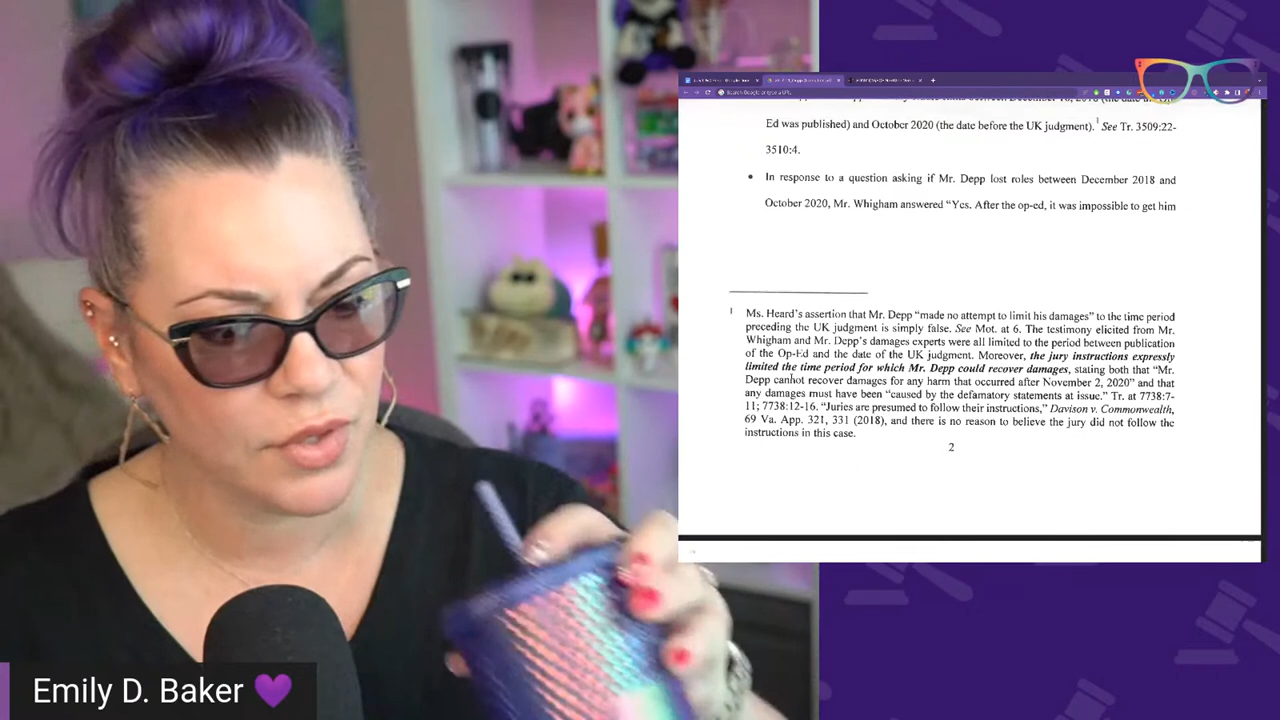 Ed was published) and October 2020 (the date before the UK judgment).1 See Tr. 3509:22-
3510:4.
• In response to a question asking if Mr. Depp lost roles between December 2018 and
October 2020, Mr. Whigham answered “Yes. After the op-ed, it was impossible to get him
1 Ms. Heard's assertion that Mr. Depp “made no attempt to limit his damages” to the time period
preceding the UK judgment is simply false. See Mot. at 6. The testimony elicited from Mr.
Whigham and Mr. Depp's damages experts were all limited to the period between publication
of the Op-Ed and the date of the UK judgment. Moreover, the jury instructions expressly
limited the time period for which Mr. Depp could recover damages, stating both that “Mr.
Depp cannot recover damages for any harm that occurred after November 2, 2020” and that
any damages must have been “caused by the defamatory statements at issue.” Tr. at 7738:7-
11; 7738:12-16. “Juries are presumed to follow their instructions,” Davison v. Commonwealth,
69 Va. App. 321, 331 (2018), and there is no reason to believe the jury did not follow the
instructions in this case.
2
Emily D. Baker 💜